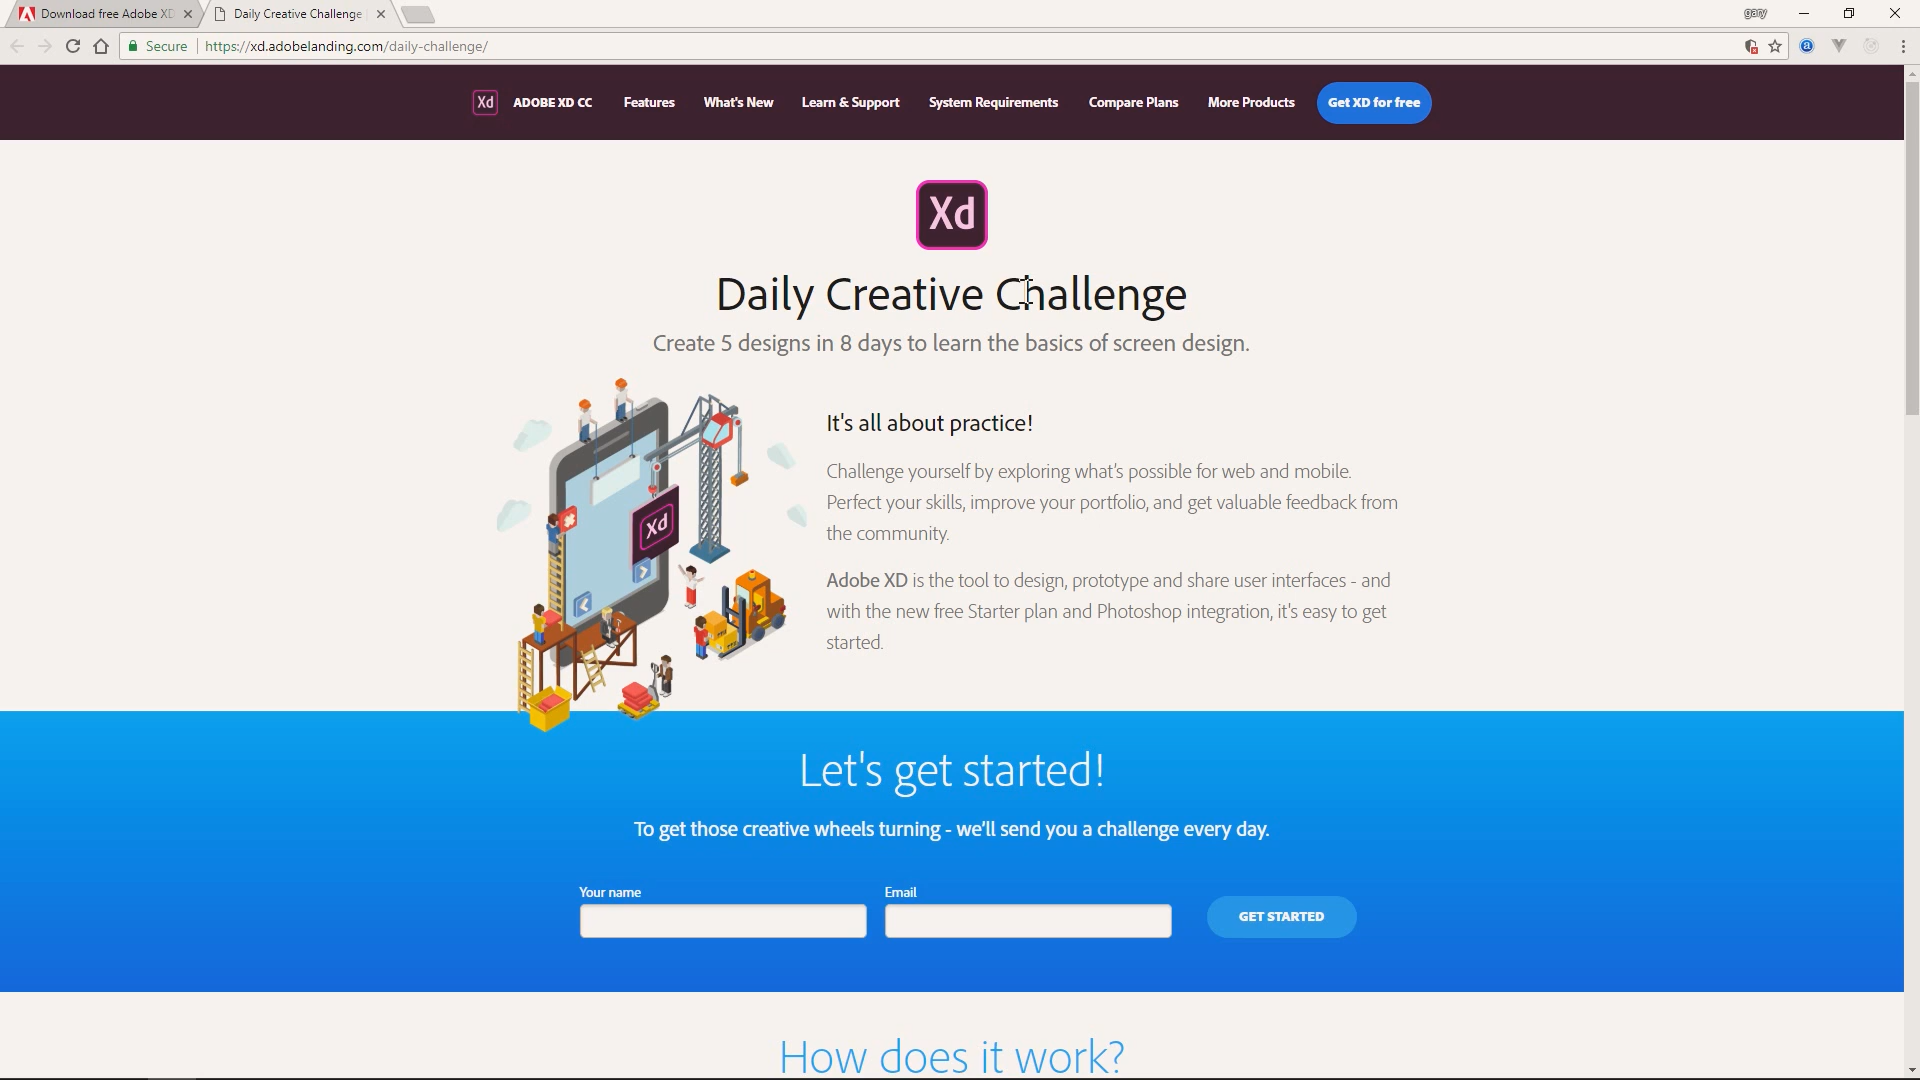 Download free Adobe XD
Daily Creative Challenge
gary
Secure
https://xd.adobelanding.com/daily-challenge/
Xd
ADOBE XD CC
Features
What's New
Learn & Support
System Requirements
Compare Plans
More Products
Get XD for free
Xd
Daily Creative Challenge
Create 5 designs in 8 days to learn the basics of screen design.
Xd
It's all about practice!
Challenge yourself by exploring what's possible for web and mobile.
Perfect your skills, improve your portfolio, and get valuable feedback from
the community.
Adobe XD is the tool to design, prototype and share user interfaces - and
with the new free Starter plan and Photoshop integration, it's easy to get
started.
Let's get started!
To get those creative wheels turning - we'll send you a challenge every day.
Your name
Email
GET STARTED
How does it work?